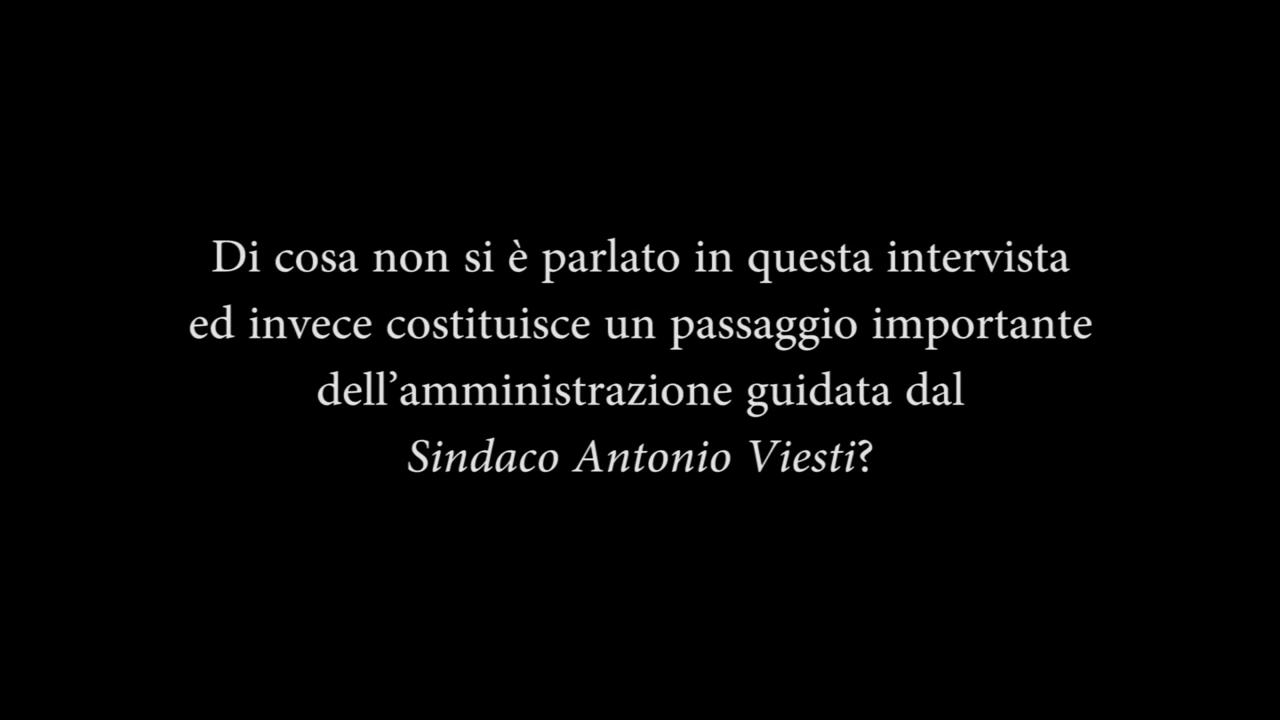 Di cosa non si è parlato in questa intervista
ed invece costituisce un passaggio importante
dell’amministrazione guidata dal
Sindaco Antonio Viesti?